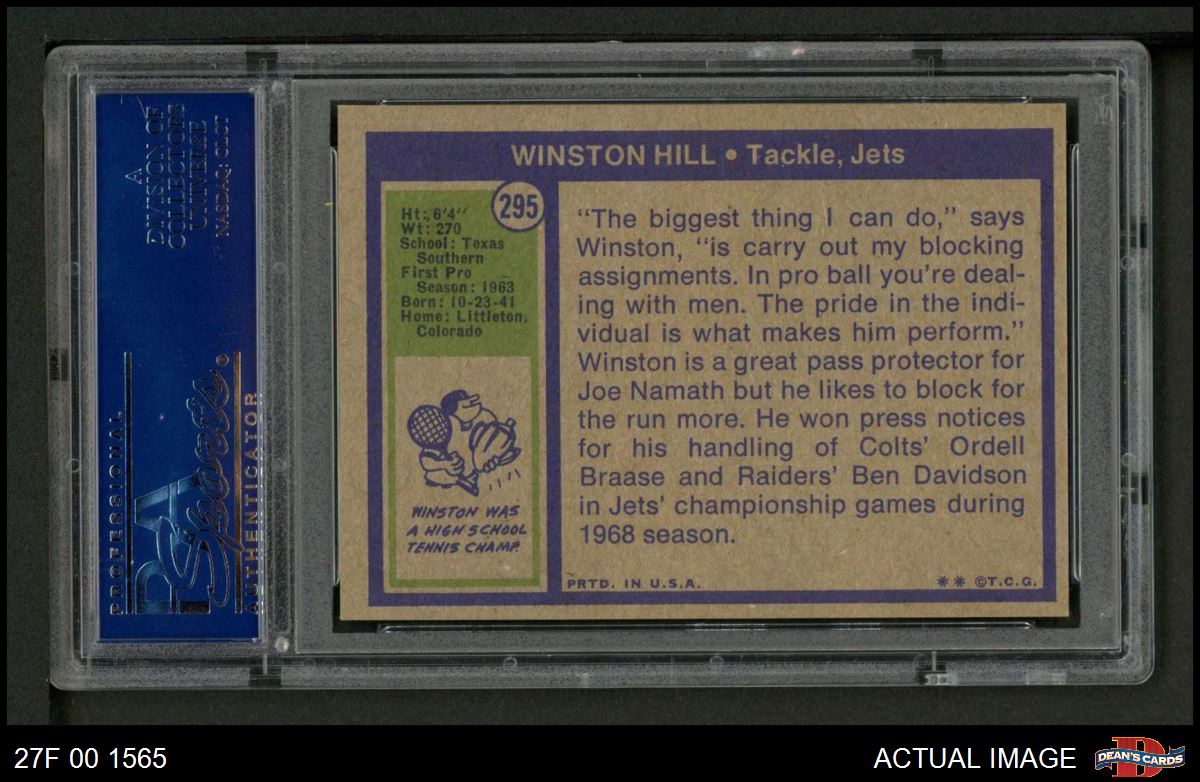 A
DIVISION OF
COLLECTORS
UNIVERSE
NASDAQ: CLCT
PROFESSIONAL
PSA
Sports
AUTHENTICATOR
WINSTON HILL • Tackle, Jets
295
Ht: 6'4''
Wt: 270
School: Texas
Southern
First Pro
Season: 1963
Born: 10-23-41
Home: Littleton,
Colorado
WINSTON WAS
A HIGH SCHOOL
TENNIS CHAMP.
“The biggest thing I can do,” says
Winston, “is carry out my blocking
assignments. In pro ball you’re deal-
ing with men. The pride in the indi-
vidual is what makes him perform.”
Winston is a great pass protector for
Joe Namath but he likes to block for
the run more. He won press notices
for his handling of Colts’ Ordell
Braase and Raiders’ Ben Davidson
in Jets’ championship games during
1968 season.
PRTD. IN U.S.A.
** ©T.C.G.
27F 00 1565
ACTUAL IMAGE
DEAN'S CARDS